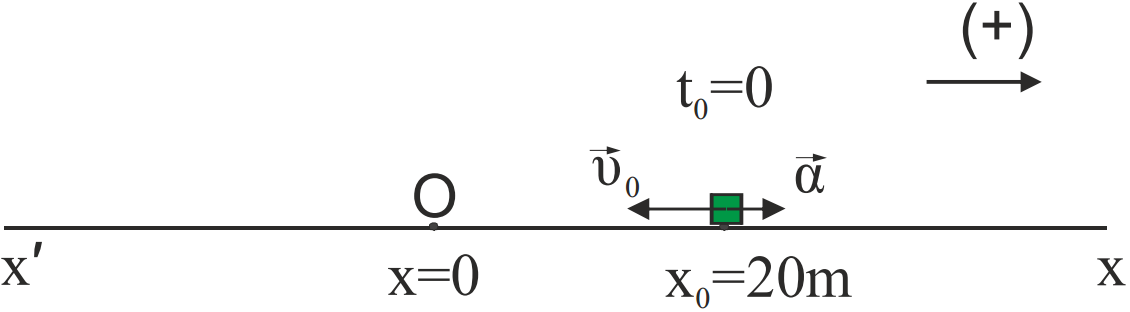 (+)
t₀=0
O
υ⃗₀
α⃗
x'
x=0
x₀=20m
x